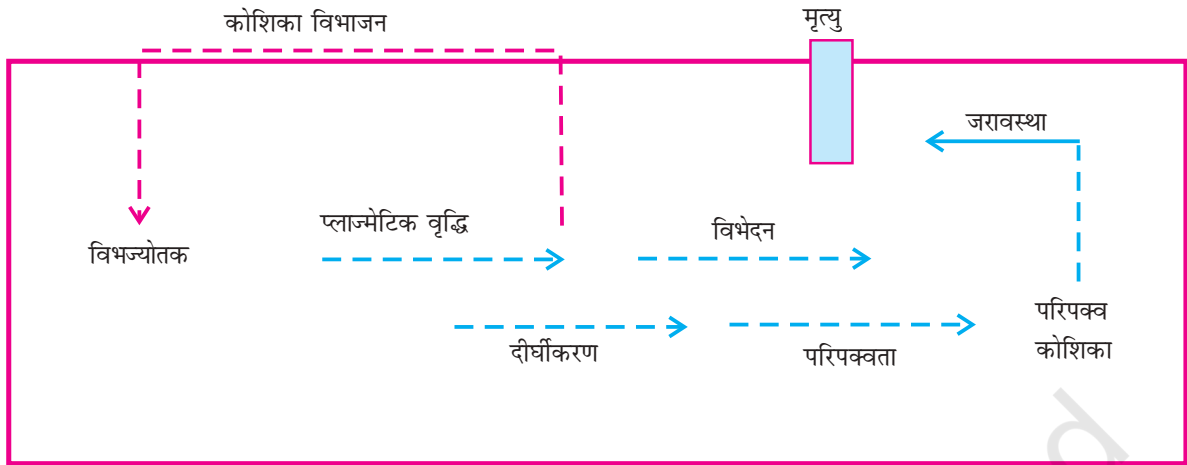 कोशिका विभाजन
मृत्यु
जरावस्था
प्लाज्मेटिक वृद्धि
विभेदन
विभज्योतक
परिपक्व
कोशिका
दीर्घीकरण
परिपक्वता